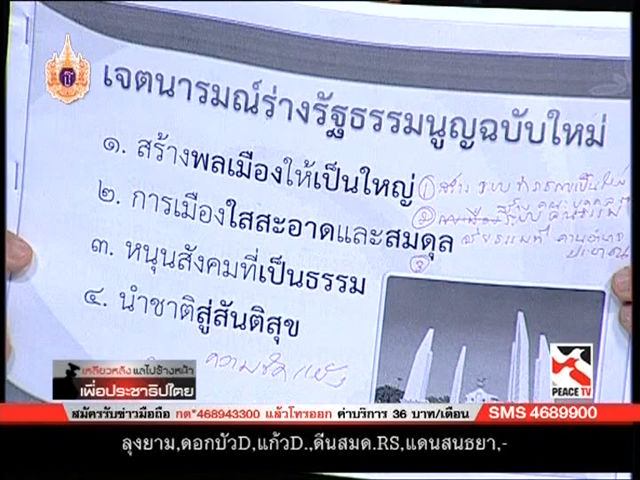 เจตนารมณ์ร่างรัฐธรรมนูญฉบับใหม่
๑. สร้างพลเมืองให้เป็นใหญ่
๒. การเมืองใสสะอาดและสมดุล
๓. หนุนสังคมที่เป็นธรรม
๔. นำชาติสู่สันติสุข
ความขัดแย้ง
เหลียวหลัง แลไปข้างหน้า
เพื่อประชาธิปไตย
PEACE TV
สมัครรับข่าวมือถือ กด*468943300 แล้วโทรออก ค่าบริการ 36 บาท/เดือน SMS 4689900
ลุงยาม,ดอกบัวD,แก้วD.,ดีนสมด.RS,แดนสนธยา,-